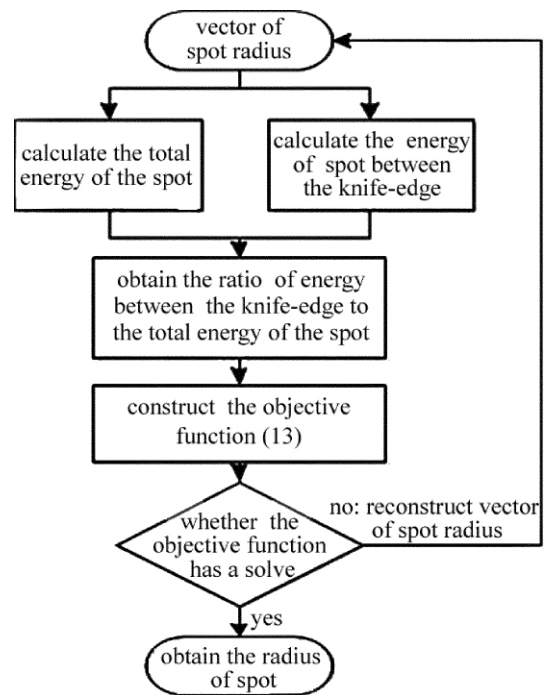 vector of
spot radius
calculate the total
energy of the spot
calculate the energy
of spot between
the knife-edge
obtain the ratio of energy
between the knife-edge to
the total energy of the spot
construct the objective
function (13)
whether the
objective function
has a solve
no: reconstruct vector
of spot radius
yes
obtain the radius
of spot